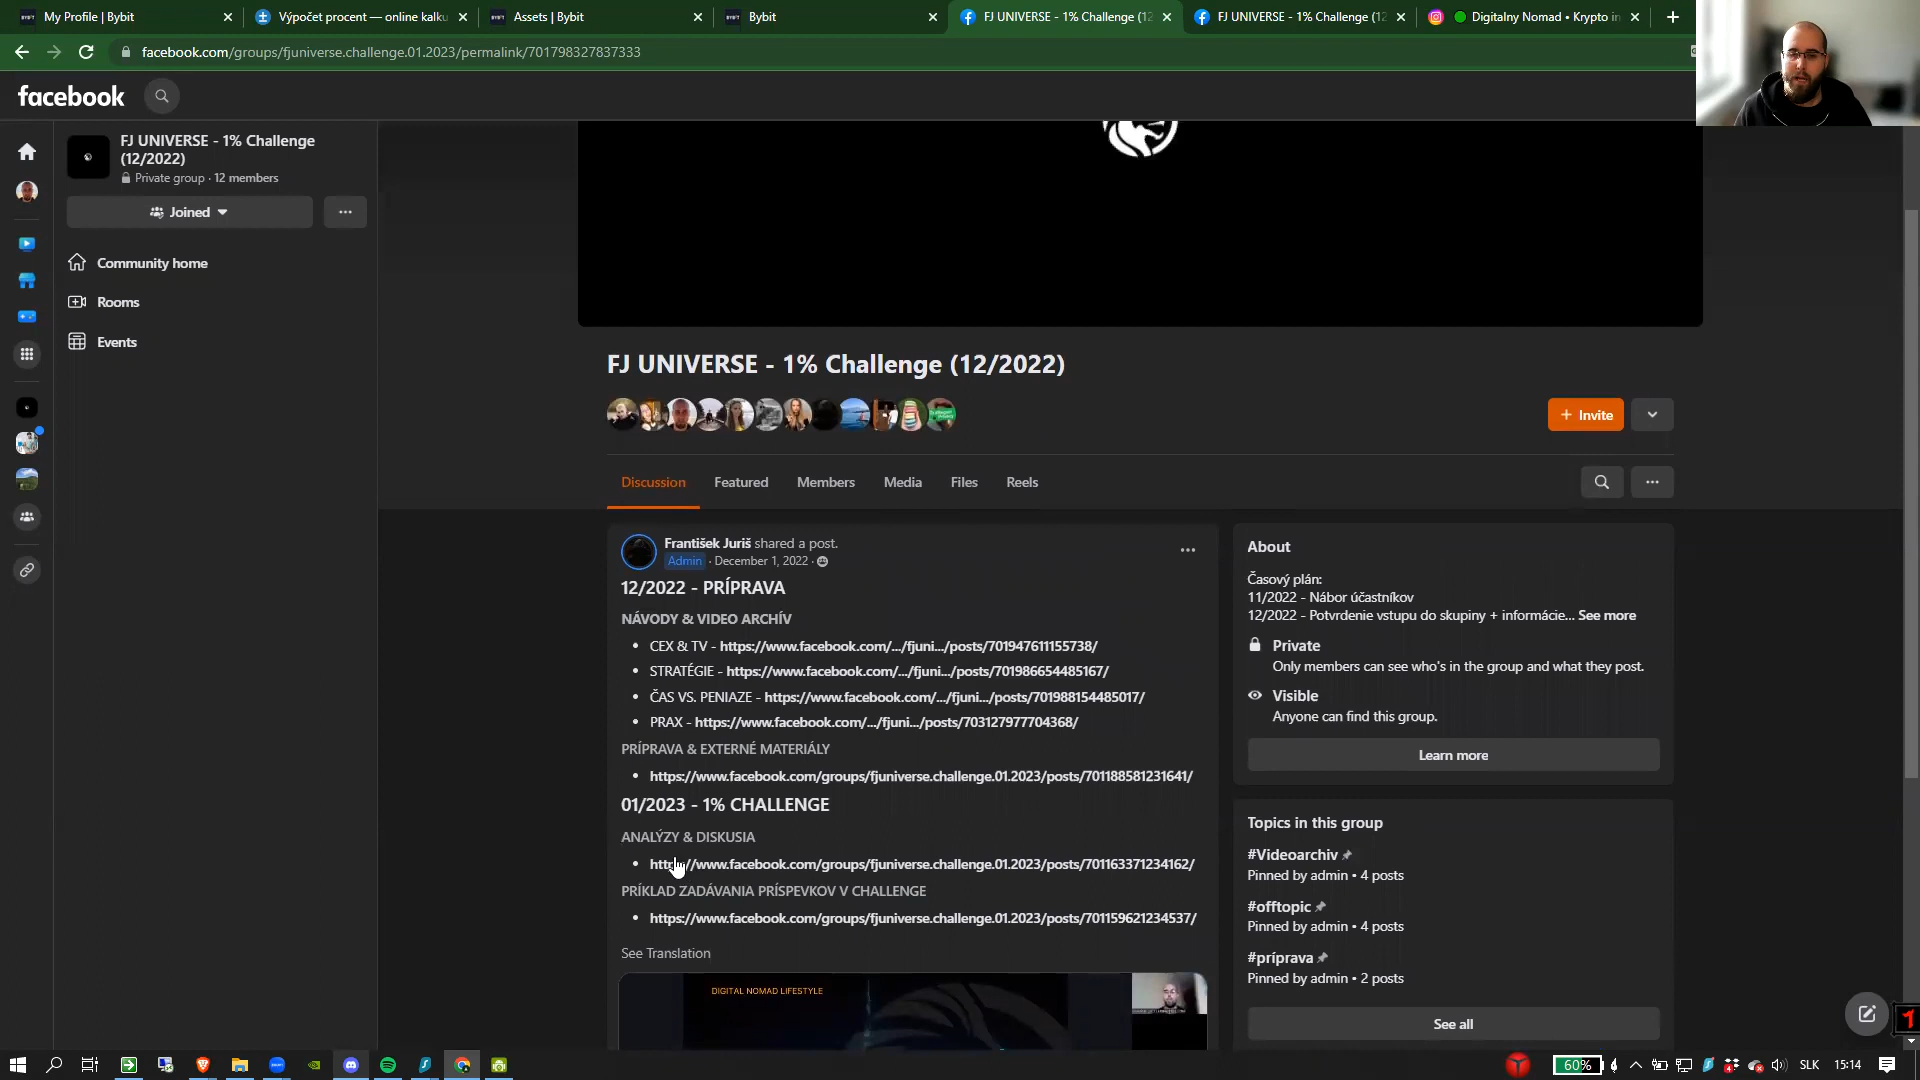 My Profile | Bybit
Výpočet procent — online kalku
Assets | Bybit
Bybit
FJ UNIVERSE - 1% Challenge (12
FJ UNIVERSE - 1% Challenge (12
Digitalny Nomad • Krypto in
facebook.com/groups/fjuniverse.challenge.01.2023/permalink/701798327837333
facebook
FJ UNIVERSE - 1% Challenge
(12/2022)
Private group · 12 members
Joined
Community home
Rooms
Events
FJ UNIVERSE - 1% Challenge (12/2022)
+ Invite
Discussion
Featured
Members
Media
Files
Reels
František Juriš shared a post.
Admin · December 1, 2022 ·
12/2022 - PRÍPRAVA
NÁVODY & VIDEO ARCHÍV
• CEX & TV - https://www.facebook.com/.../fjuni.../posts/701947611155738/
• STRATÉGIE - https://www.facebook.com/.../fjuni.../posts/701986654485167/
• ČAS VS. PENIAZE - https://www.facebook.com/.../fjuni.../posts/701988154485017/
• PRAX - https://www.facebook.com/.../fjuni.../posts/703127977704368/
PRÍPRAVA & EXTERNÉ MATERIÁLY
• https://www.facebook.com/groups/fjuniverse.challenge.01.2023/posts/701188581231641/
01/2023 - 1% CHALLENGE
ANALÝZY & DISKUSIA
• https://www.facebook.com/groups/fjuniverse.challenge.01.2023/posts/701163371234162/
PRÍKLAD ZADÁVANIA PRÍSPEVKOV V CHALLENGE
• https://www.facebook.com/groups/fjuniverse.challenge.01.2023/posts/701159621234537/
See Translation
DIGITAL NOMAD LIFESTYLE
About
Časový plán:
11/2022 - Nábor účastníkov
12/2022 - Potvrdenie vstupu do skupiny + informácie... See more
Private
Only members can see who's in the group and what they post.
Visible
Anyone can find this group.
Learn more
Topics in this group
#Videoarchiv
Pinned by admin • 4 posts
#offtopic
Pinned by admin • 4 posts
#príprava
Pinned by admin • 2 posts
See all
60%
SLK
15:14